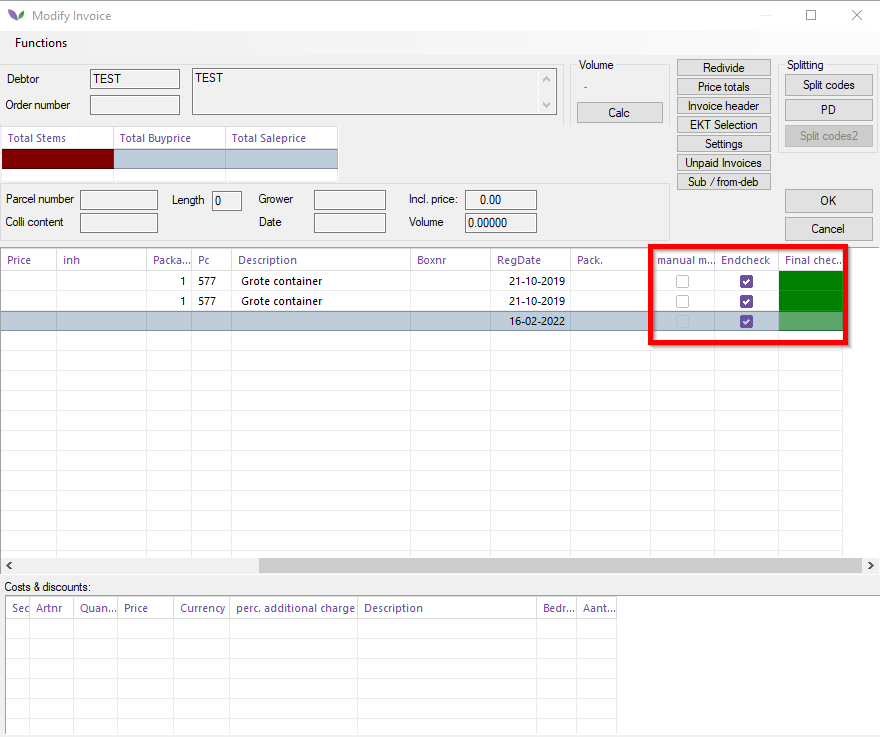 Modify Invoice
Functions
Debtor TEST TEST
Order number
Volume
-
Calc
Redivide
Price totals
Invoice header
EKT Selection
Settings
Unpaid Invoices
Sub / from-deb
Splitting
Split codes
PD
Split codes2
OK
Cancel
Total Stems Total Buyprice Total Saleprice
Parcel number Length 0 Grower Incl. price: 0.00
Colli content Date Volume 0.00000
Price inh Packa... Pc Description Boxnr RegDate Pack. manual m... Endcheck Final chec...
1 577 Grote container 21-10-2019
1 577 Grote container 21-10-2019
16-02-2022
Costs & discounts:
Sec Artnr Quan... Price Currency perc. additional charge Description Bedr... Aant...